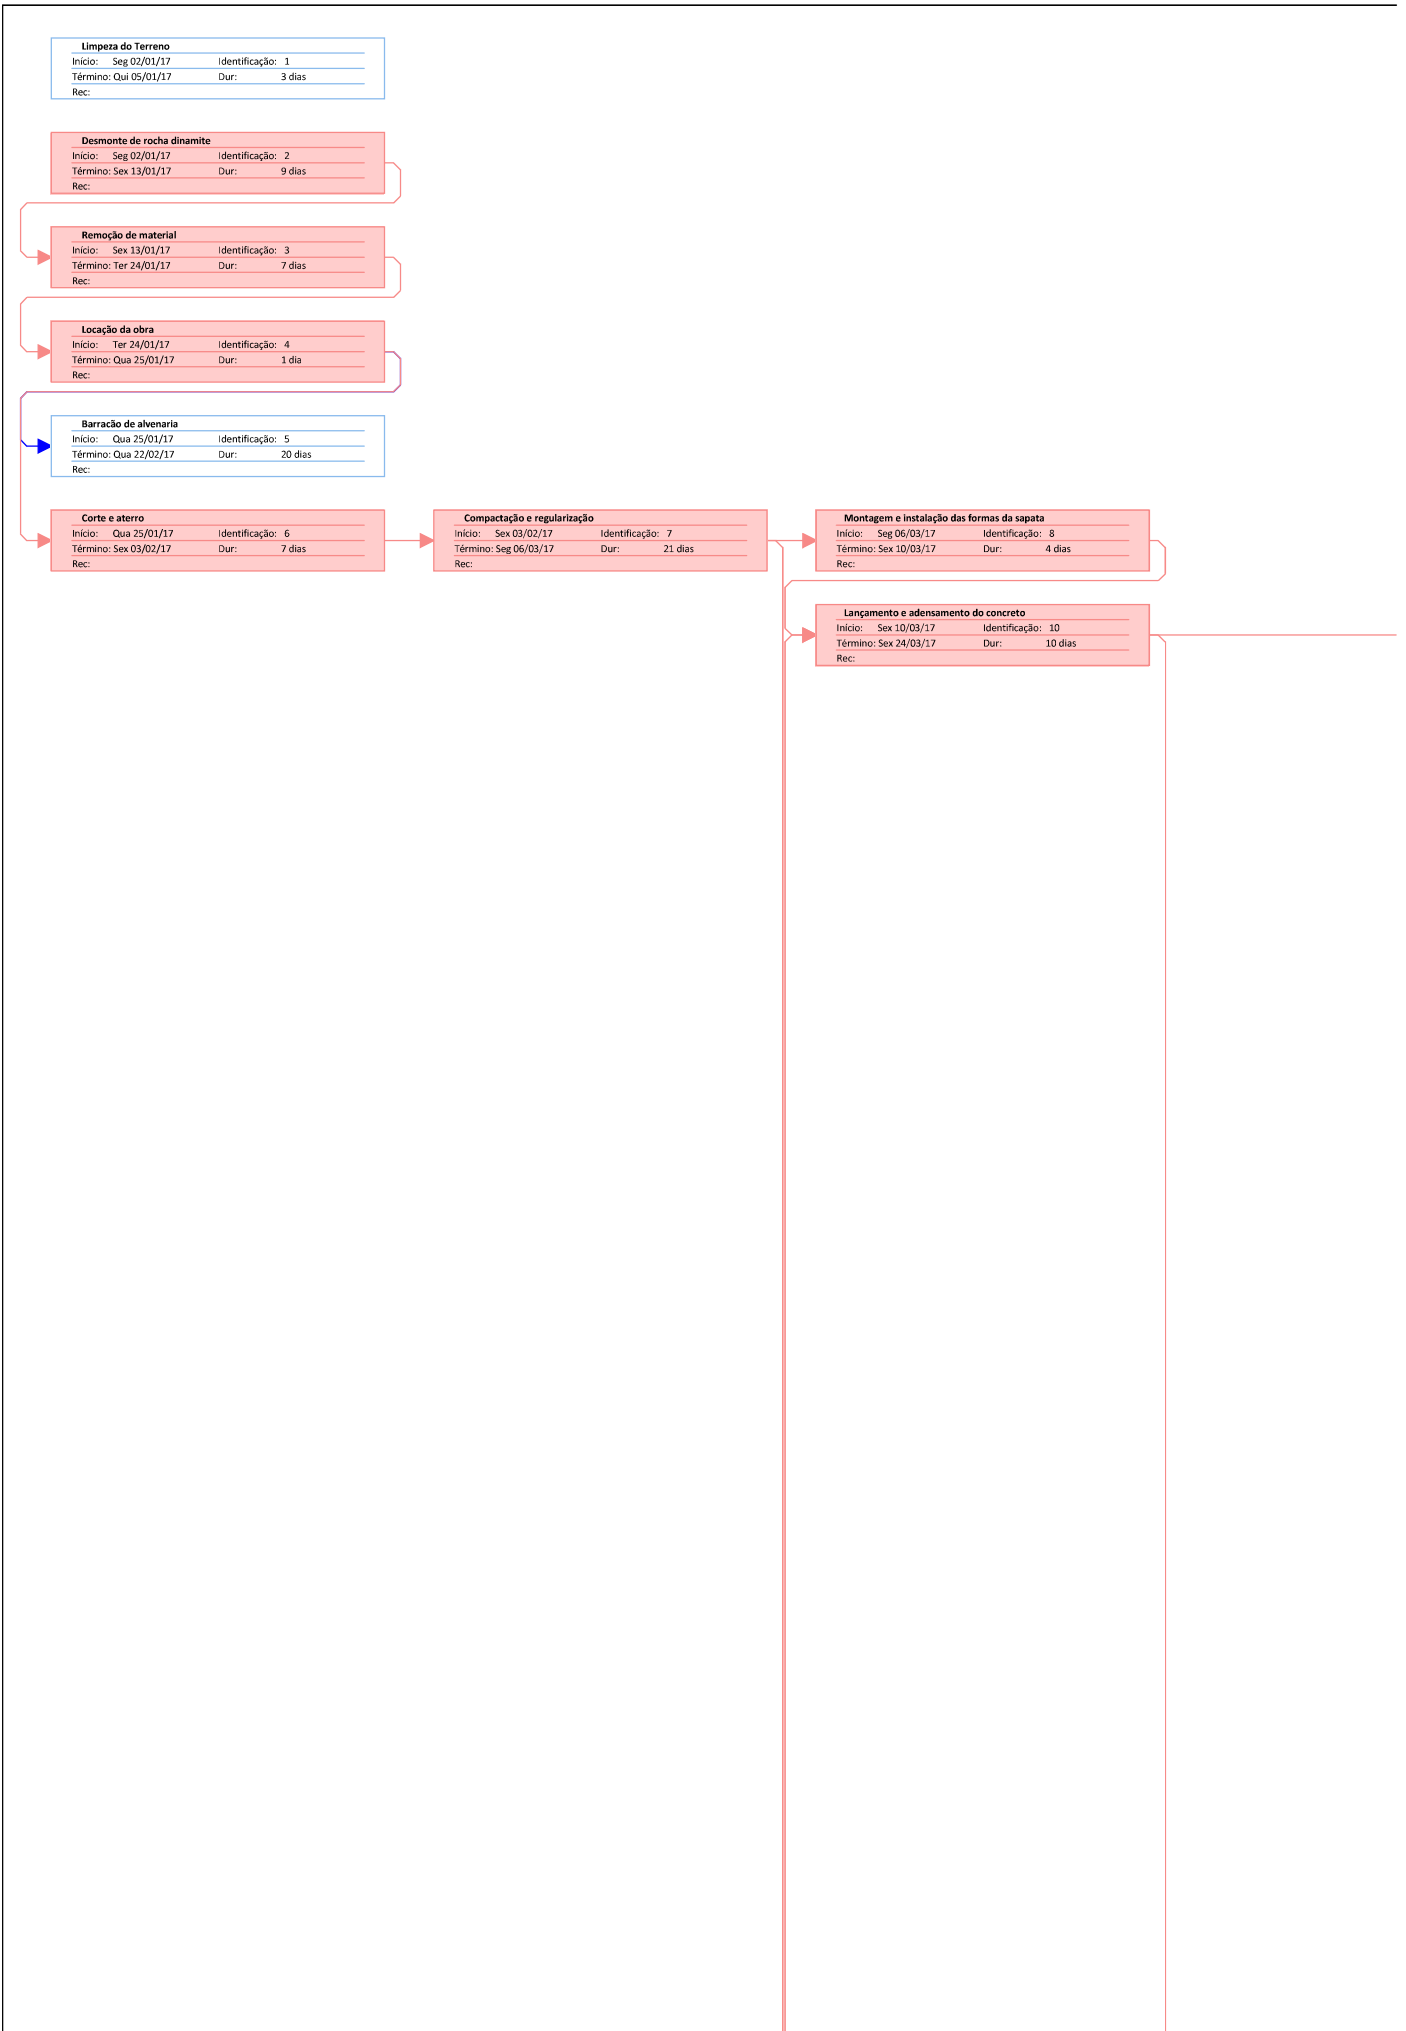 Limpeza do Terreno
Início: Seg 02/01/17 Identificação: 1
Término: Qui 05/01/17 Dur: 3 dias
Rec:
Desmonte de rocha dinamite
Início: Seg 02/01/17 Identificação: 2
Término: Sex 13/01/17 Dur: 9 dias
Rec:
Remoção de material
Início: Sex 13/01/17 Identificação: 3
Término: Ter 24/01/17 Dur: 7 dias
Rec:
Locação da obra
Início: Ter 24/01/17 Identificação: 4
Término: Qua 25/01/17 Dur: 1 dia
Rec:
Barracão de alvenaria
Início: Qua 25/01/17 Identificação: 5
Término: Qua 22/02/17 Dur: 20 dias
Rec:
Corte e aterro
Início: Qua 25/01/17 Identificação: 6
Término: Sex 03/02/17 Dur: 7 dias
Rec:
Compactação e regularização
Início: Sex 03/02/17 Identificação: 7
Término: Seg 06/03/17 Dur: 21 dias
Rec:
Montagem e instalação das formas da sapata
Início: Seg 06/03/17 Identificação: 8
Término: Sex 10/03/17 Dur: 4 dias
Rec:
Lançamento e adensamento do concreto
Início: Sex 10/03/17 Identificação: 10
Término: Sex 24/03/17 Dur: 10 dias
Rec: